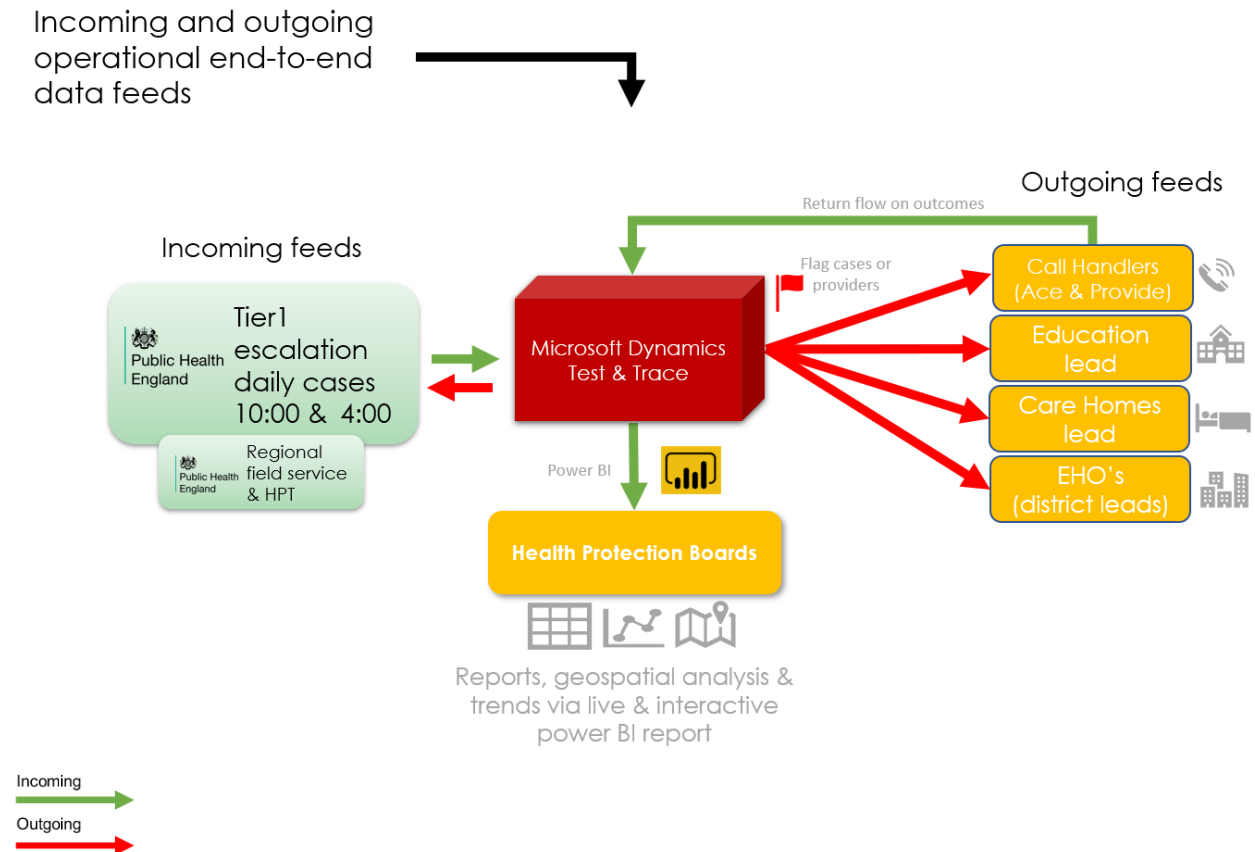 Incoming and outgoing
operational end-to-end
data feeds
Outgoing feeds
Return flow on outcomes
Incoming feeds
Flag cases or
providers
Call Handlers
(Ace & Provide)
Public Health
England
Tier1
escalation
daily cases
10:00 & 4:00
Microsoft Dynamics
Test & Trace
Education
lead
Care Homes
lead
Public Health
England
Regional
field service
& HPT
Power BI
EHO's
(district leads)
Health Protection Boards
Reports, geospatial analysis &
trends via live & interactive
power BI report
Incoming
Outgoing